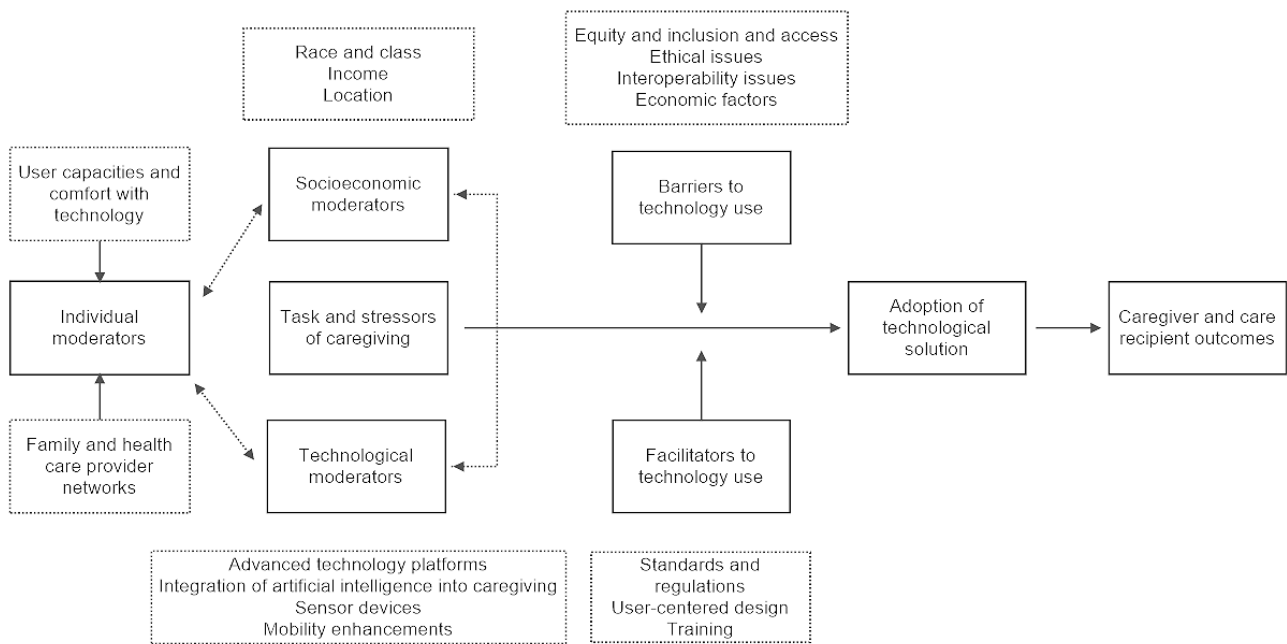 Race and class
Income
Location
Equity and inclusion and access
Ethical issues
Interoperability issues
Economic factors
User capacities and
comfort with
technology
Socioeconomic
moderators
Barriers to
technology use
Individual
moderators
Task and stressors
of caregiving
Adoption of
technological
solution
Caregiver and care
recipient outcomes
Family and health
care provider
networks
Technological
moderators
Facilitators to
technology use
Advanced technology platforms
Integration of artificial intelligence into caregiving
Sensor devices
Mobility enhancements
Standards and
regulations
User-centered design
Training